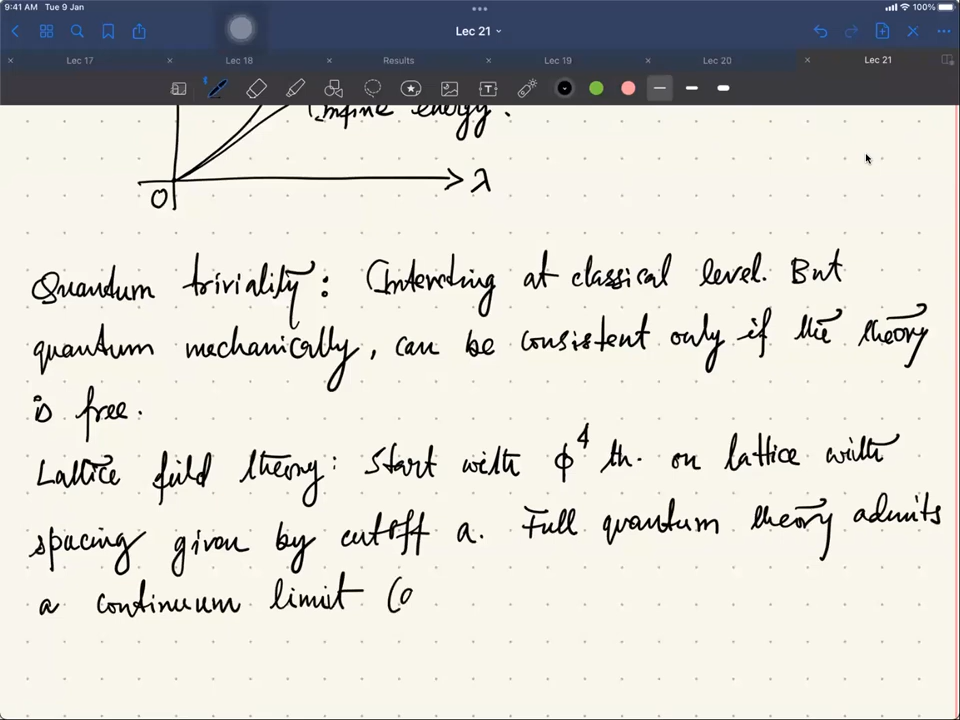 9:41 AM Tue 9 Jan
100%
Lec 21
Lec 17
Lec 18
Results
Lec 19
Lec 20
Lec 21
energy.
0
λ
Quantum triviality: Interacting at classical level. But
quantum mechanically, can be consistent only if the theory
is free.
Lattice field theory: Start with ϕ⁴ th. on lattice with
spacing given by cutoff a. Full quantum theory admits
a continuum limit (